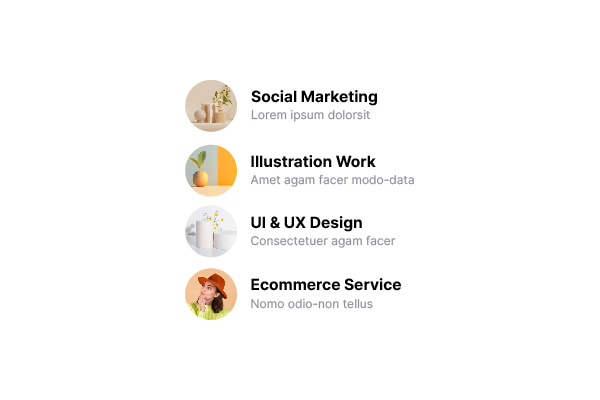 Social Marketing
Lorem ipsum dolorsit
Illustration Work
Amet agam facer modo-data
UI & UX Design
Consectetuer agam facer
Ecommerce Service
Nomo odio-non tellus